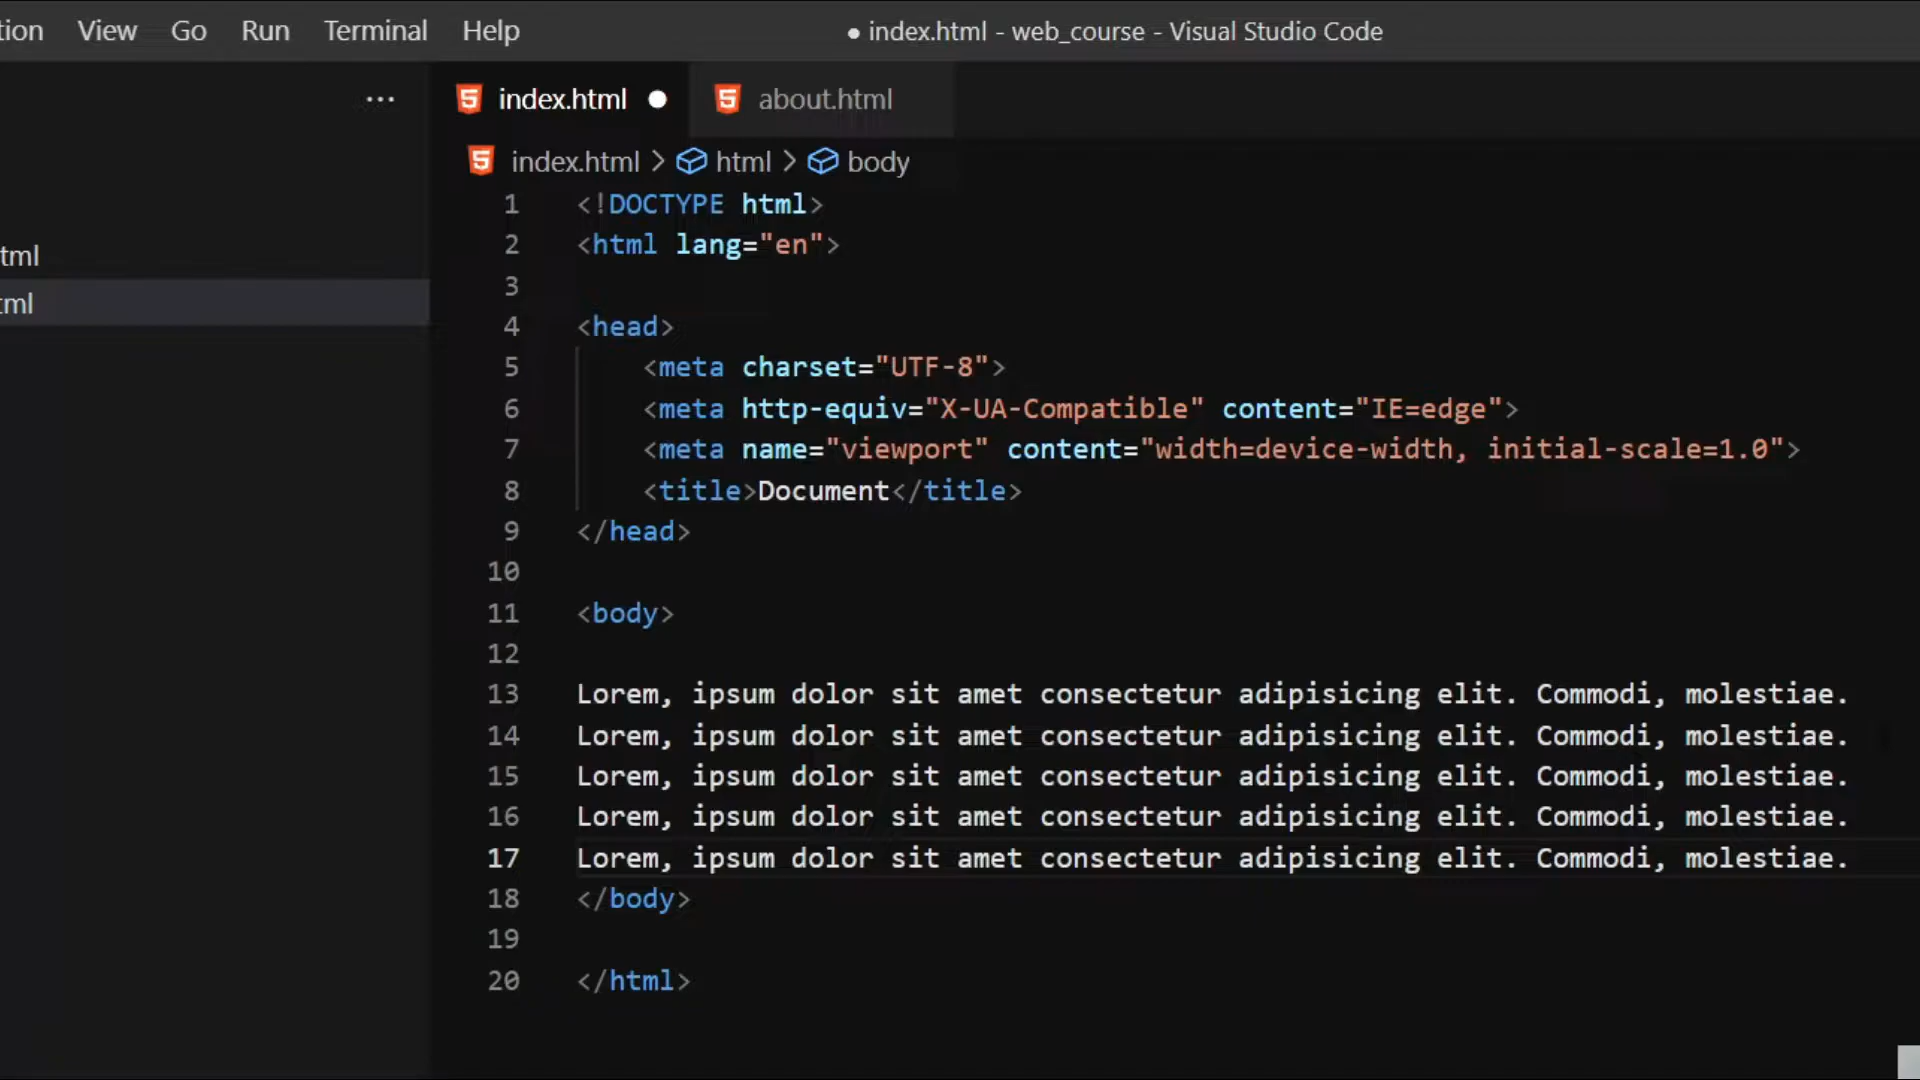 tion View Go Run Terminal Help ● index.html - web_course - Visual Studio Code
··· index.html ● about.html
index.html > html > body
tml
tml
1 <!DOCTYPE html>
2 <html lang="en">
3
4 <head>
5 <meta charset="UTF-8">
6 <meta http-equiv="X-UA-Compatible" content="IE=edge">
7 <meta name="viewport" content="width=device-width, initial-scale=1.0">
8 <title>Document</title>
9 </head>
10
11 <body>
12
13 Lorem, ipsum dolor sit amet consectetur adipisicing elit. Commodi, molestiae.
14 Lorem, ipsum dolor sit amet consectetur adipisicing elit. Commodi, molestiae.
15 Lorem, ipsum dolor sit amet consectetur adipisicing elit. Commodi, molestiae.
16 Lorem, ipsum dolor sit amet consectetur adipisicing elit. Commodi, molestiae.
17 Lorem, ipsum dolor sit amet consectetur adipisicing elit. Commodi, molestiae.
18 </body>
19
20 </html>